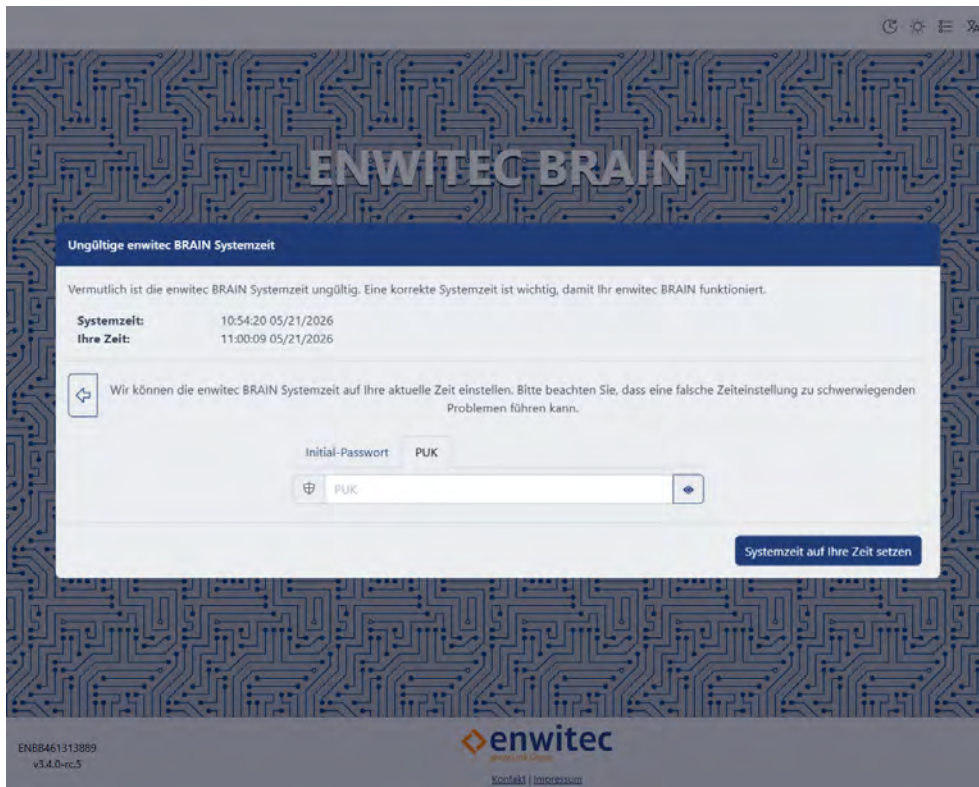 ENWITEC BRAIN
Ungültige enwitec BRAIN Systemzeit
Vermutlich ist die enwitec BRAIN Systemzeit ungültig. Eine korrekte Systemzeit ist wichtig, damit Ihr enwitec BRAIN funktioniert.
Systemzeit: 10:54:20 05/21/2026
Ihre Zeit: 11:00:09 05/21/2026
Wir können die enwitec BRAIN Systemzeit auf Ihre aktuelle Zeit einstellen. Bitte beachten Sie, dass eine falsche Zeiteinstellung zu schwerwiegenden
Problemen führen kann.
Initial-Passwort PUK
PUK
Systemzeit auf Ihre Zeit setzen
enwitec
ENB8461313889
v3.4.0-rc.5
Kontakt | Impressum